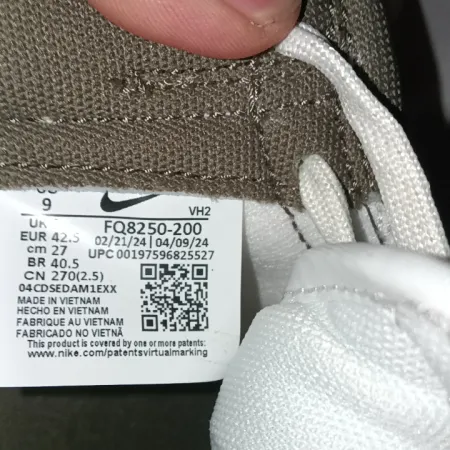 9
VH2
FQ8250-200
EUR 42.5
02/21/24 | 04/09/24
cm 27
UPC 00197596825527
BR 40.5
CN 270(2.5)
04CDSEDAM1EXX
MADE IN VIETNAM
HECHO EN VIETNAM
FABRIQUE AU VIETNAM
FABRICADO NO VIETNÃ
This product is covered by one or more patents:
www.nike.com/patentsvirtualmarking